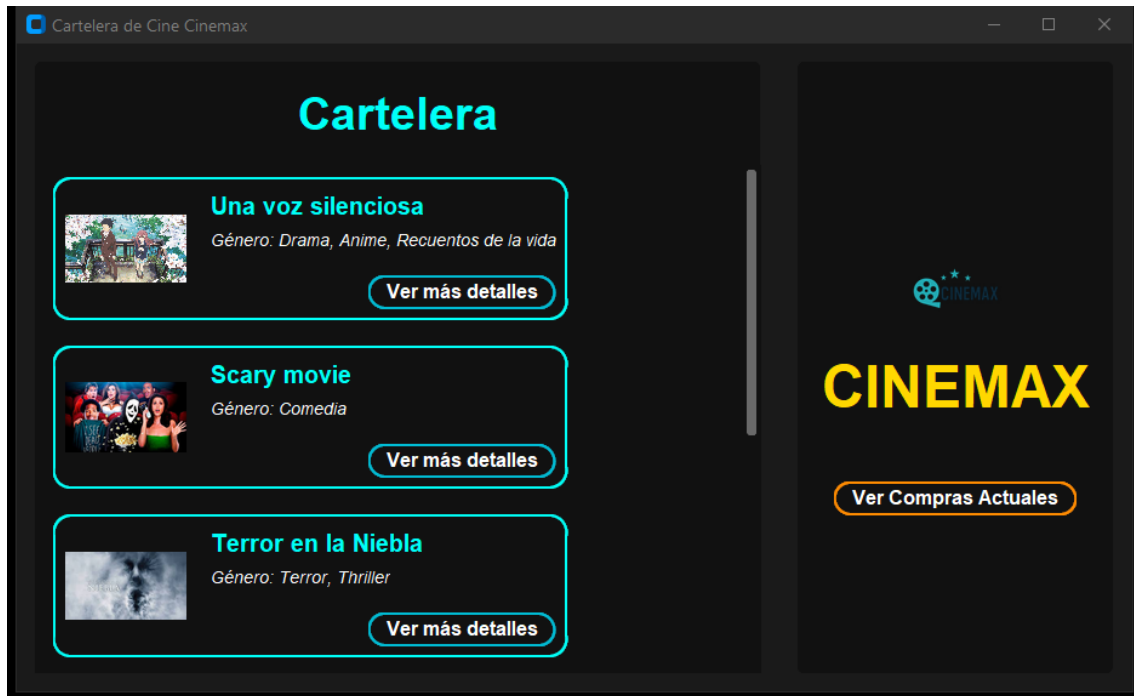 Cartelera de Cine Cinemax
Cartelera
Una voz silenciosa
Género: Drama, Anime, Recuentos de la vida
Ver más detalles
Scary movie
Género: Comedia
Ver más detalles
Terror en la Niebla
Género: Terror, Thriller
Ver más detalles
CINEMAX
CINEMAX
Ver Compras Actuales